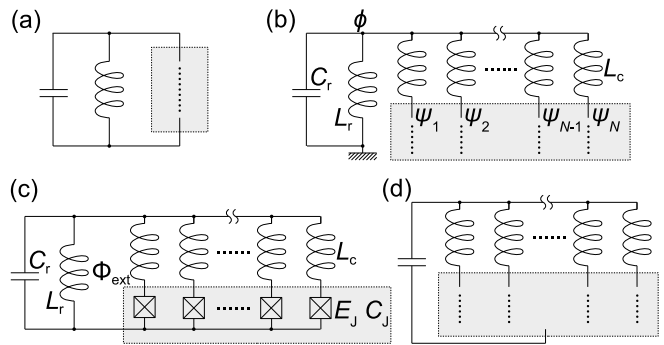 (a)
(b)
ϕ
C_r
L_r
L_c
ψ_1 ψ_2 ψ_{N-1} ψ_N
(c)
C_r
L_r
Φ_ext
L_c
E_J C_J
(d)